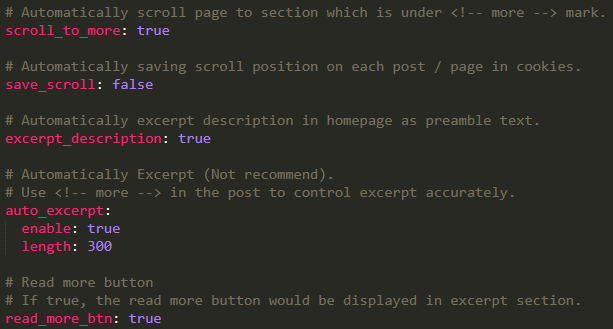 # Automatically scroll page to section which is under <!-- more --> mark.
scroll_to_more: true
# Automatically saving scroll position on each post / page in cookies.
save_scroll: false
# Automatically excerpt description in homepage as preamble text.
excerpt_description: true
# Automatically Excerpt (Not recommend).
# Use <!-- more --> in the post to control excerpt accurately.
auto_excerpt:
  enable: true
  length: 300
# Read more button
# If true, the read more button would be displayed in excerpt section.
read_more_btn: true